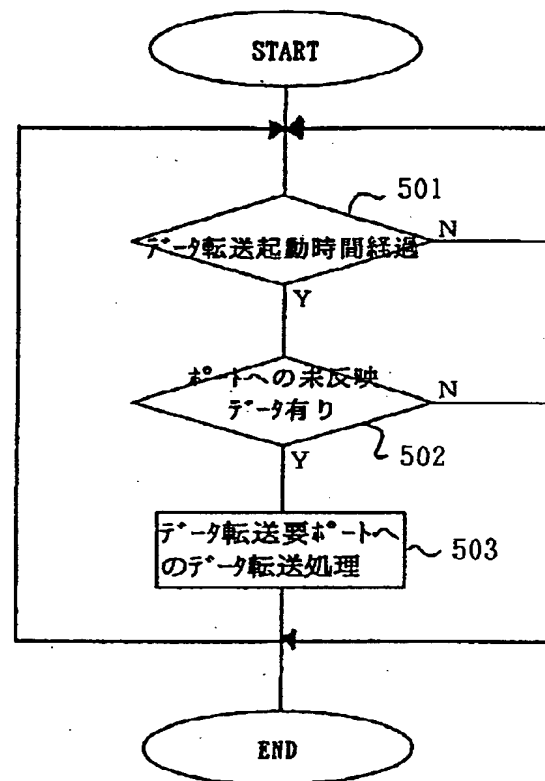 START
501
データ転送起動時間経過
N
Y
ポートへの未反映
データ有り
N
502
Y
データ転送要ポートへ
のデータ転送処理
503
END